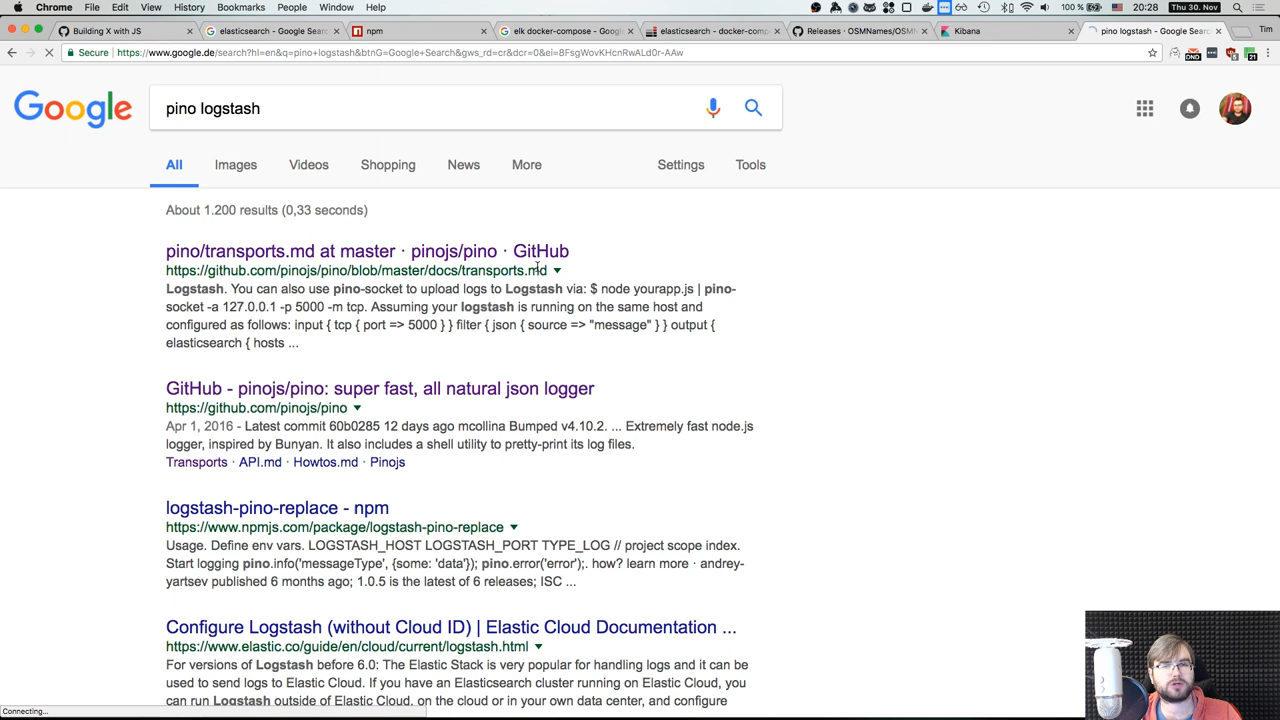 Chrome File Edit View History Bookmarks People Window Help 100 % Thu 30. Nov 20:28
Building X with JS elasticsearch - Google Search npm elk docker-compose - Google Se elasticsearch - docker-comp Releases · OSMNames/OSMN Kibana pino logstash - Google Searc Tim
Secure https://www.google.de/search?hl=en&q=pino+logstash&btnG=Google+Search&gws_rd=cr&dcr=0&ei=8FsgWovKHcnRwALd0r-AAw
Google pino logstash
All Images Videos Shopping News More Settings Tools
About 1.200 results (0,33 seconds)
pino/transports.md at master · pinojs/pino · GitHub
https://github.com/pinojs/pino/blob/master/docs/transports.md
Logstash. You can also use pino-socket to upload logs to Logstash via: $ node yourapp.js | pino-
socket -a 127.0.0.1 -p 5000 -m tcp. Assuming your logstash is running on the same host and
configured as follows: input { tcp { port => 5000 } } filter { json { source => "message" } } output {
elasticsearch { hosts ...
GitHub - pinojs/pino: super fast, all natural json logger
https://github.com/pinojs/pino
Apr 1, 2016 - Latest commit 60b0285 12 days ago mcollina Bumped v4.10.2. ... Extremely fast node.js
logger, inspired by Bunyan. It also includes a shell utility to pretty-print its log files.
Transports · API.md · Howtos.md · Pinojs
logstash-pino-replace - npm
https://www.npmjs.com/package/logstash-pino-replace
Usage. Define env vars. LOGSTASH_HOST LOGSTASH_PORT TYPE_LOG // project scope index.
Start logging pino.info('messageType', {some: 'data'}); pino.error('error');. how? learn more · andrey-
yartsev published 6 months ago; 1.0.5 is the latest of 6 releases; ISC ...
Configure Logstash (without Cloud ID) | Elastic Cloud Documentation ...
https://www.elastic.co/guide/en/cloud/current/logstash.html
For versions of Logstash before 6.0: The Elastic Stack is very popular for handling logs and it can be
used to send logs to Elastic Cloud. If you have an Elasticsearch cluster running on Elastic Cloud, you
can run Logstash outside of Elastic Cloud, on the cloud or in your own data center, and configure
Connecting...